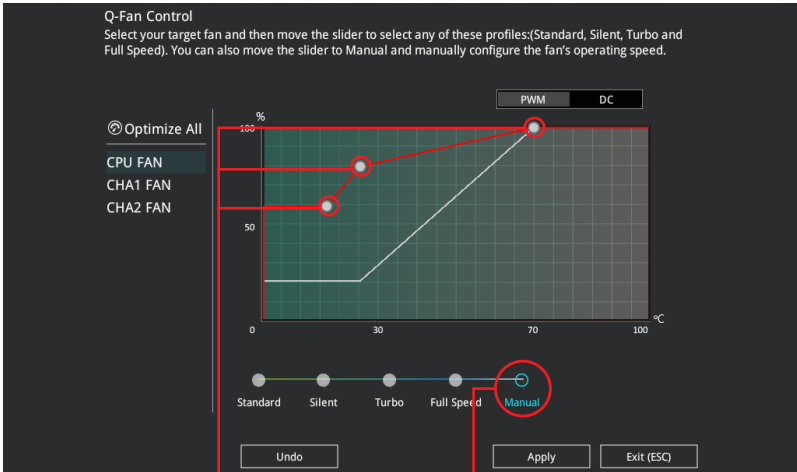 Q-Fan Control
Select your target fan and then move the slider to select any of these profiles:(Standard, Silent, Turbo and
Full Speed). You can also move the slider to Manual and manually configure the fan's operating speed.
PWM DC
%
Optimize All
100
CPU FAN
CHA1 FAN
CHA2 FAN
50
ºC
0 30 70 100
Standard Silent Turbo Full Speed Manual
Undo Apply Exit (ESC)